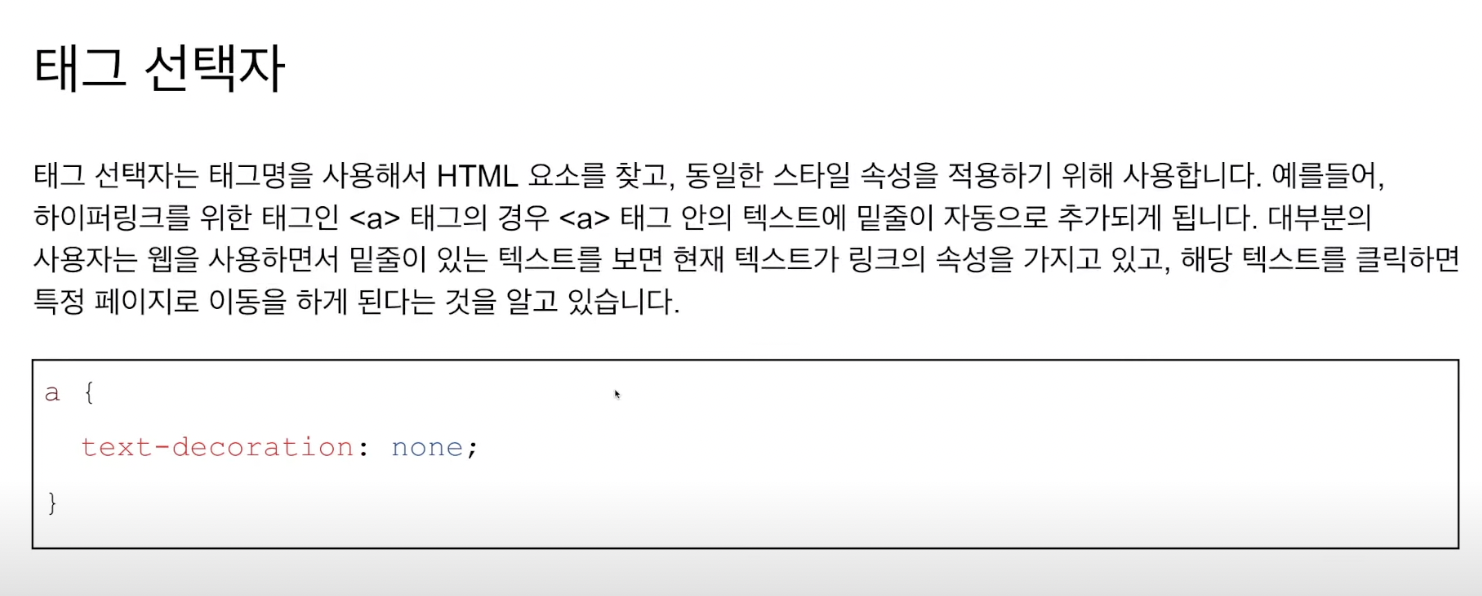 태그 선택자
태그 선택자는 태그명을 사용해서 HTML 요소를 찾고, 동일한 스타일 속성을 적용하기 위해 사용합니다. 예를들어,
하이퍼링크를 위한 태그인 <a> 태그의 경우 <a> 태그 안의 텍스트에 밑줄이 자동으로 추가되게 됩니다. 대부분의
사용자는 웹을 사용하면서 밑줄이 있는 텍스트를 보면 현재 텍스트가 링크의 속성을 가지고 있고, 해당 텍스트를 클릭하면
특정 페이지로 이동을 하게 된다는 것을 알고 있습니다.
a {
text-decoration: none;
}